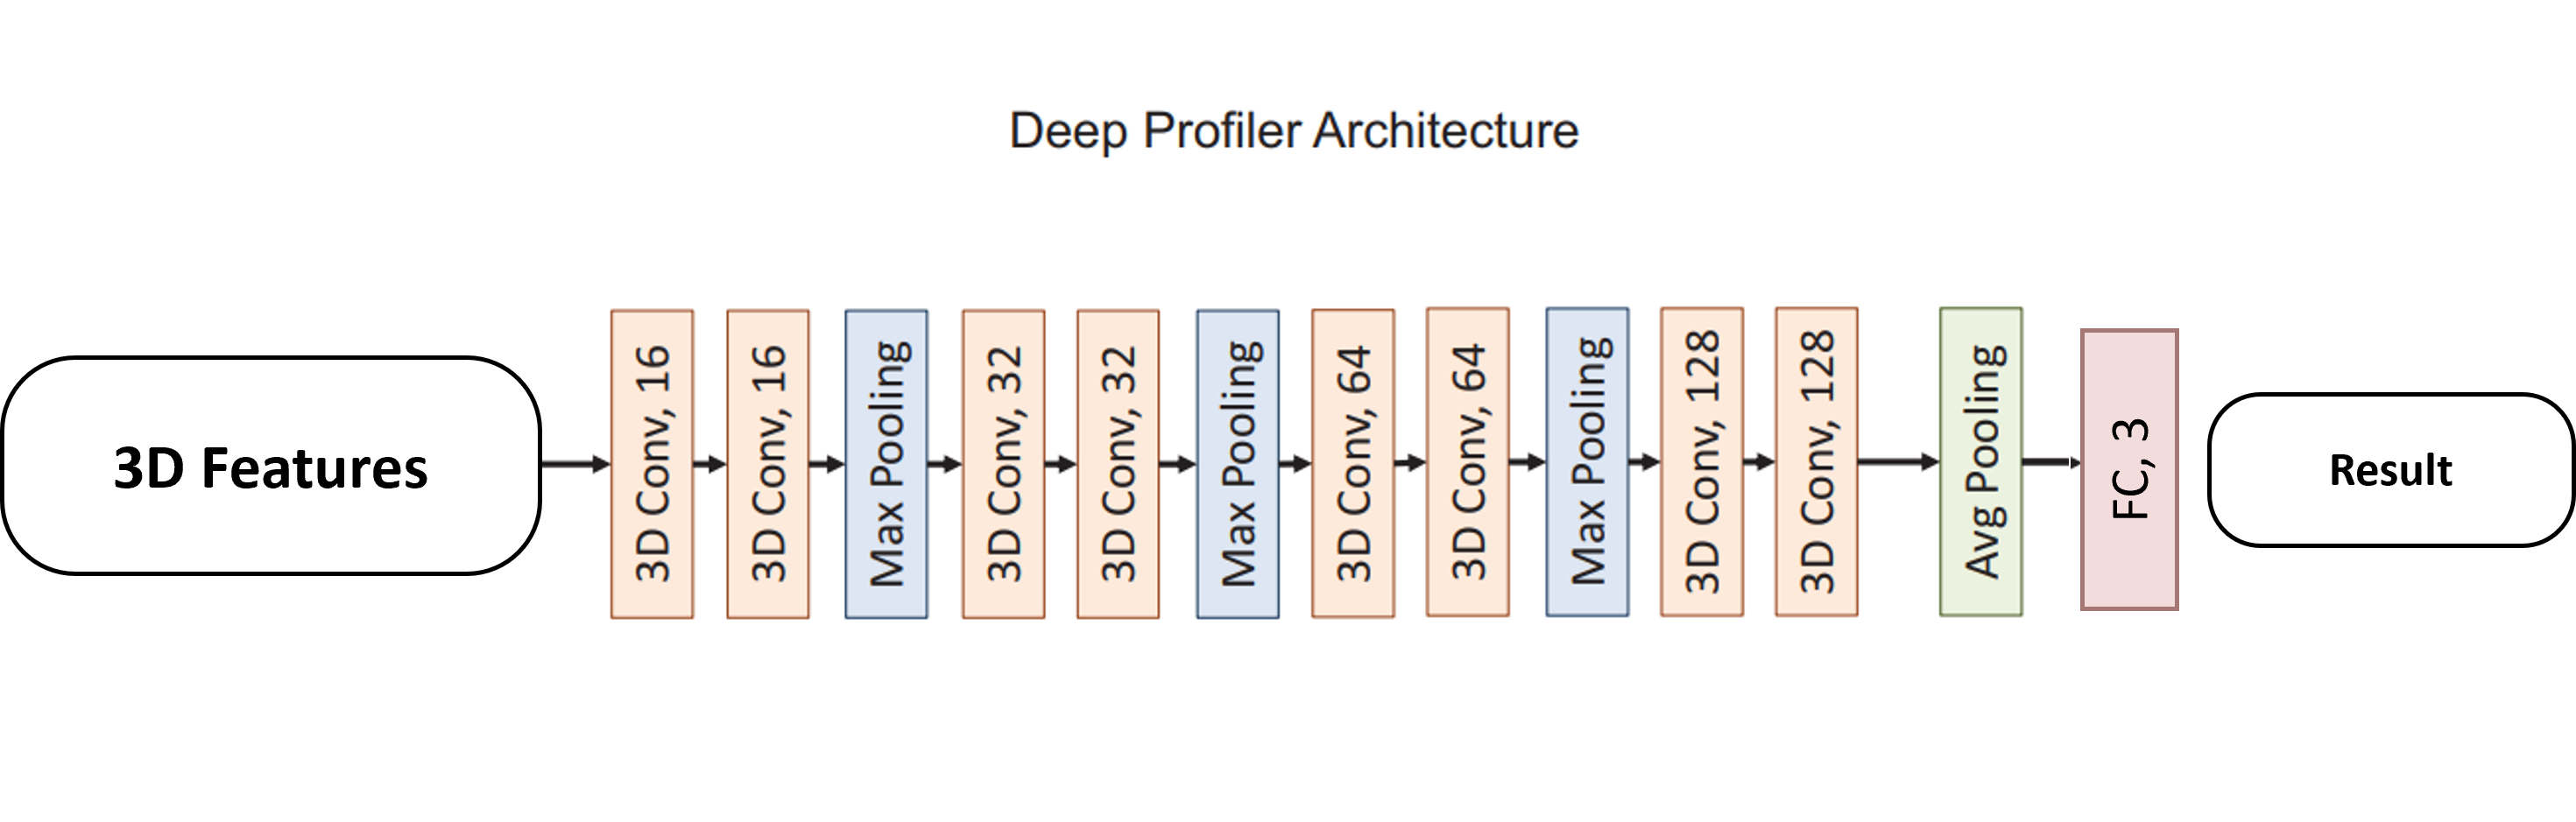 Deep Profiler Architecture
3D Features
3D Conv, 16
3D Conv, 16
Max Pooling
3D Conv, 32
3D Conv, 32
Max Pooling
3D Conv, 64
3D Conv, 64
Max Pooling
3D Conv, 128
3D Conv, 128
Avg Pooling
FC, 3
Result